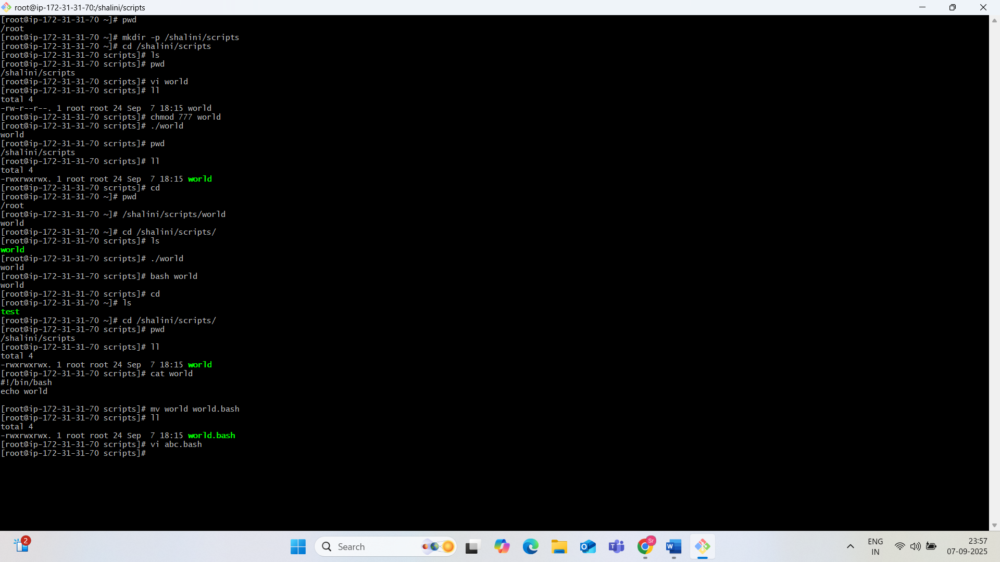 root@ip-172-31-31-70:/shalini/scripts
[root@ip-172-31-31-70 ~]# pwd
/root
[root@ip-172-31-31-70 ~]# mkdir -p /shalini/scripts
[root@ip-172-31-31-70 ~]# cd /shalini/scripts
[root@ip-172-31-31-70 scripts]# ls
[root@ip-172-31-31-70 scripts]# pwd
/shalini/scripts
[root@ip-172-31-31-70 scripts]# vi world
[root@ip-172-31-31-70 scripts]# ll
total 4
-rw-r--r--. 1 root root 24 Sep  7 18:15 world
[root@ip-172-31-31-70 scripts]# chmod 777 world
[root@ip-172-31-31-70 scripts]# ./world
world
[root@ip-172-31-31-70 scripts]# pwd
/shalini/scripts
[root@ip-172-31-31-70 scripts]# ll
total 4
-rwxrwxrwx. 1 root root 24 Sep  7 18:15 world
[root@ip-172-31-31-70 scripts]# cd
[root@ip-172-31-31-70 ~]# pwd
/root
[root@ip-172-31-31-70 ~]# /shalini/scripts/world
world
[root@ip-172-31-31-70 ~]# cd /shalini/scripts/
[root@ip-172-31-31-70 scripts]# ls
world
[root@ip-172-31-31-70 scripts]# ./world
world
[root@ip-172-31-31-70 scripts]# bash world
world
[root@ip-172-31-31-70 scripts]# cd
[root@ip-172-31-31-70 ~]# ls
test
[root@ip-172-31-31-70 ~]# cd /shalini/scripts/
[root@ip-172-31-31-70 scripts]# pwd
/shalini/scripts
[root@ip-172-31-31-70 scripts]# ll
total 4
-rwxrwxrwx. 1 root root 24 Sep  7 18:15 world
[root@ip-172-31-31-70 scripts]# cat world
#!/bin/bash
echo world
[root@ip-172-31-31-70 scripts]# mv world world.bash
[root@ip-172-31-31-70 scripts]# ll
total 4
-rwxrwxrwx. 1 root root 24 Sep  7 18:15 world.bash
[root@ip-172-31-31-70 scripts]# vi abc.bash
[root@ip-172-31-31-70 scripts]#
2
Search
Sr
ENG
IN
23:57
07-09-2025